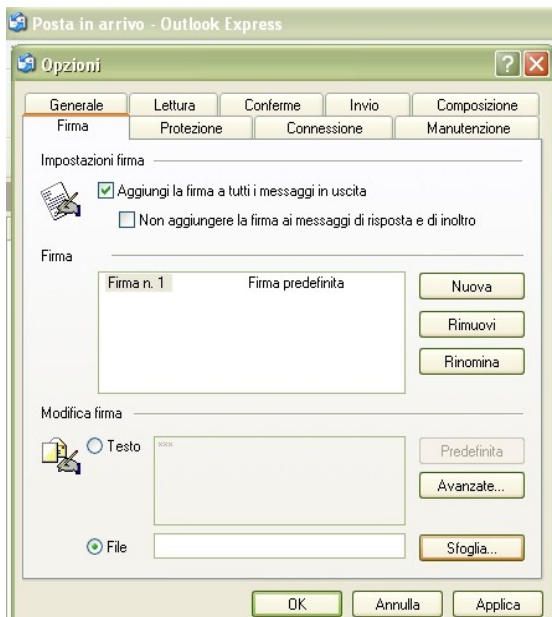 Posta in arrivo - Outlook Express
Opzioni
Generale Lettura Conferme Invio Composizione
Firma Protezione Connessione Manutenzione
Impostazioni firma
Aggiungi la firma a tutti i messaggi in uscita
Non aggiungere la firma ai messaggi di risposta e di inoltro
Firma
Firma n. 1 Firma predefinita
Nuova
Rimuovi
Rinomina
Modifica firma
Testo xxx Predefinita
Avanzate...
File Sfoglia...
OK Annulla Applica